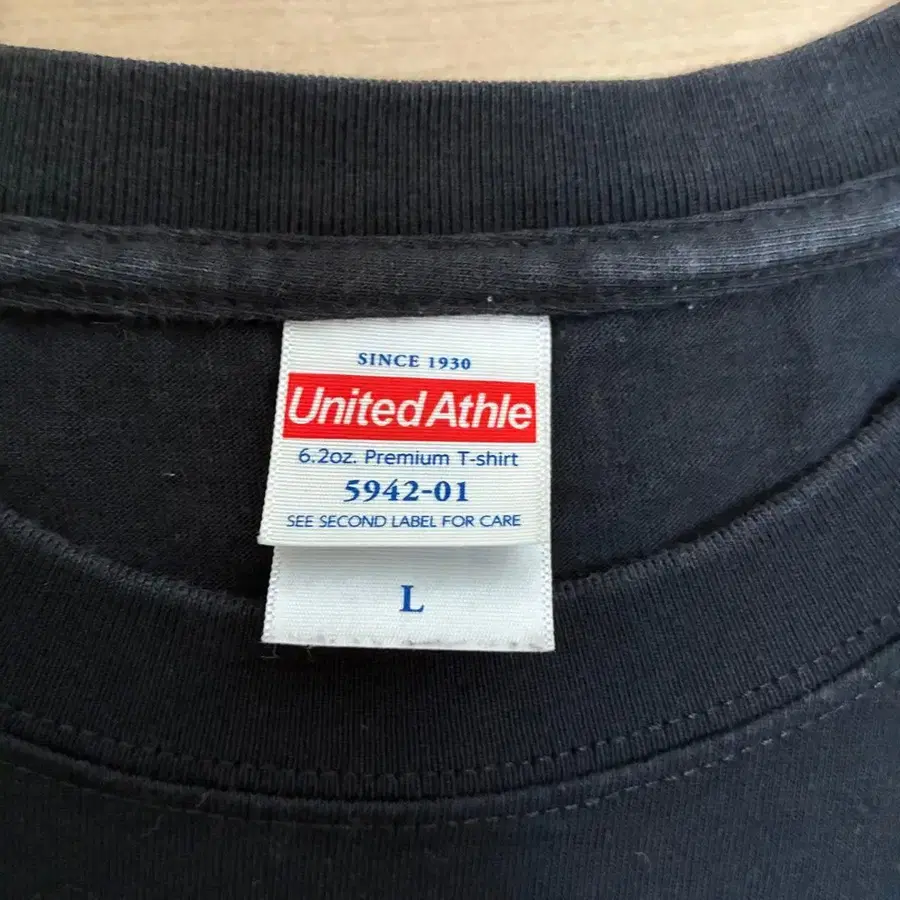 SINCE 1930
United Athle
6.2oz. Premium T-shirt
5942-01
SEE SECOND LABEL FOR CARE
L